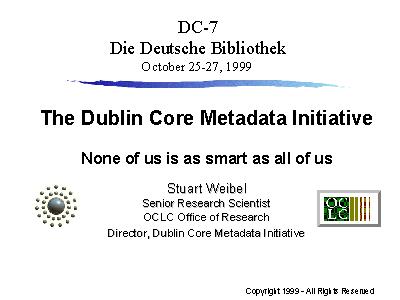 DC-7
Die Deutsche Bibliothek
October 25-27, 1999
The Dublin Core Metadata Initiative
None of us is as smart as all of us
Stuart Weibel
Senior Research Scientist
OCLC Office of Research
Director, Dublin Core Metadata Initiative
OC
LC
Copyright 1999 - All Rights Reserved